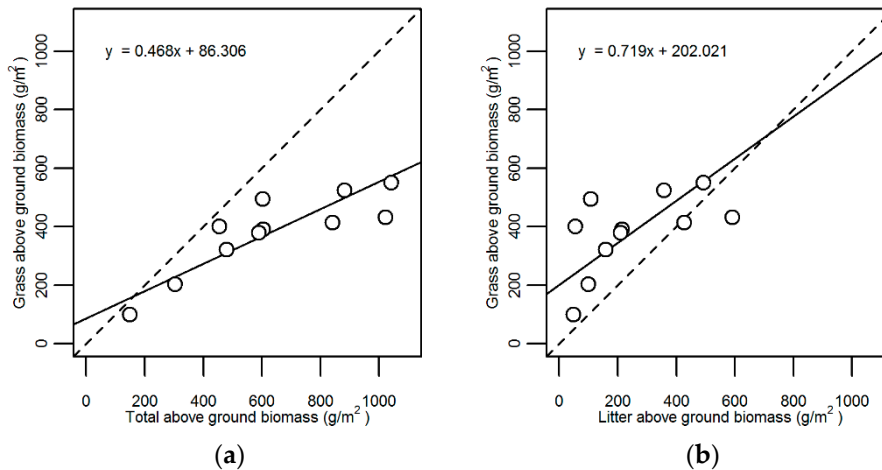 y = 0.468x + 86.306
Grass above ground biomass (g/m²)
0 200 400 600 800 1000
0 200 400 600 800 1000
Total above ground biomass (g/m²)
(a)
y = 0.719x + 202.021
Grass above ground biomass (g/m²)
0 200 400 600 800 1000
0 200 400 600 800 1000
Litter above ground biomass (g/m²)
(b)